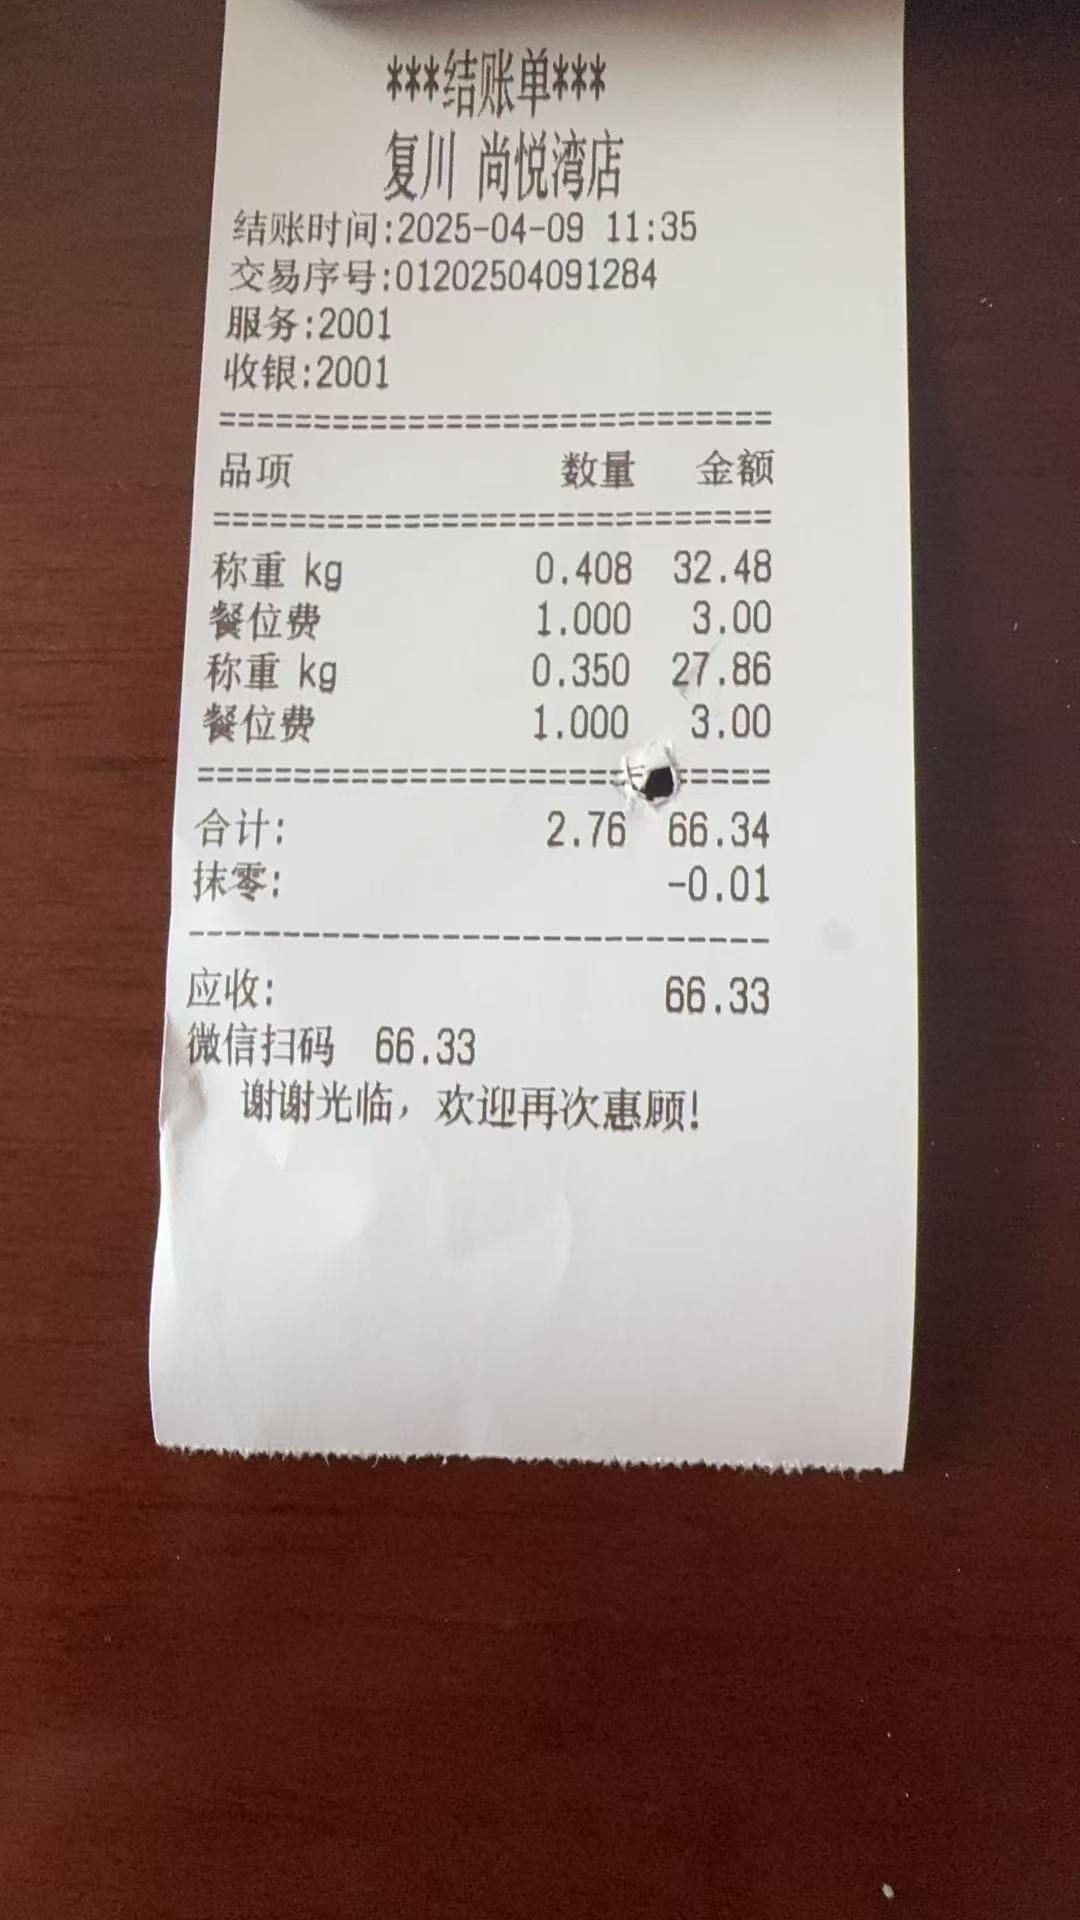 ***结账单***
复川 尚悦湾店
结账时间:2025-04-09 11:35
交易序号:01202504091284
服务:2001
收银:2001
=============================
品项 数量 金额
=============================
称重 kg 0.408 32.48
餐位费 1.000 3.00
称重 kg 0.350 27.86
餐位费 1.000 3.00
=============================
合计: 2.76 66.34
抹零: -0.01
-----------------------------
应收: 66.33
微信扫码 66.33
谢谢光临，欢迎再次惠顾!